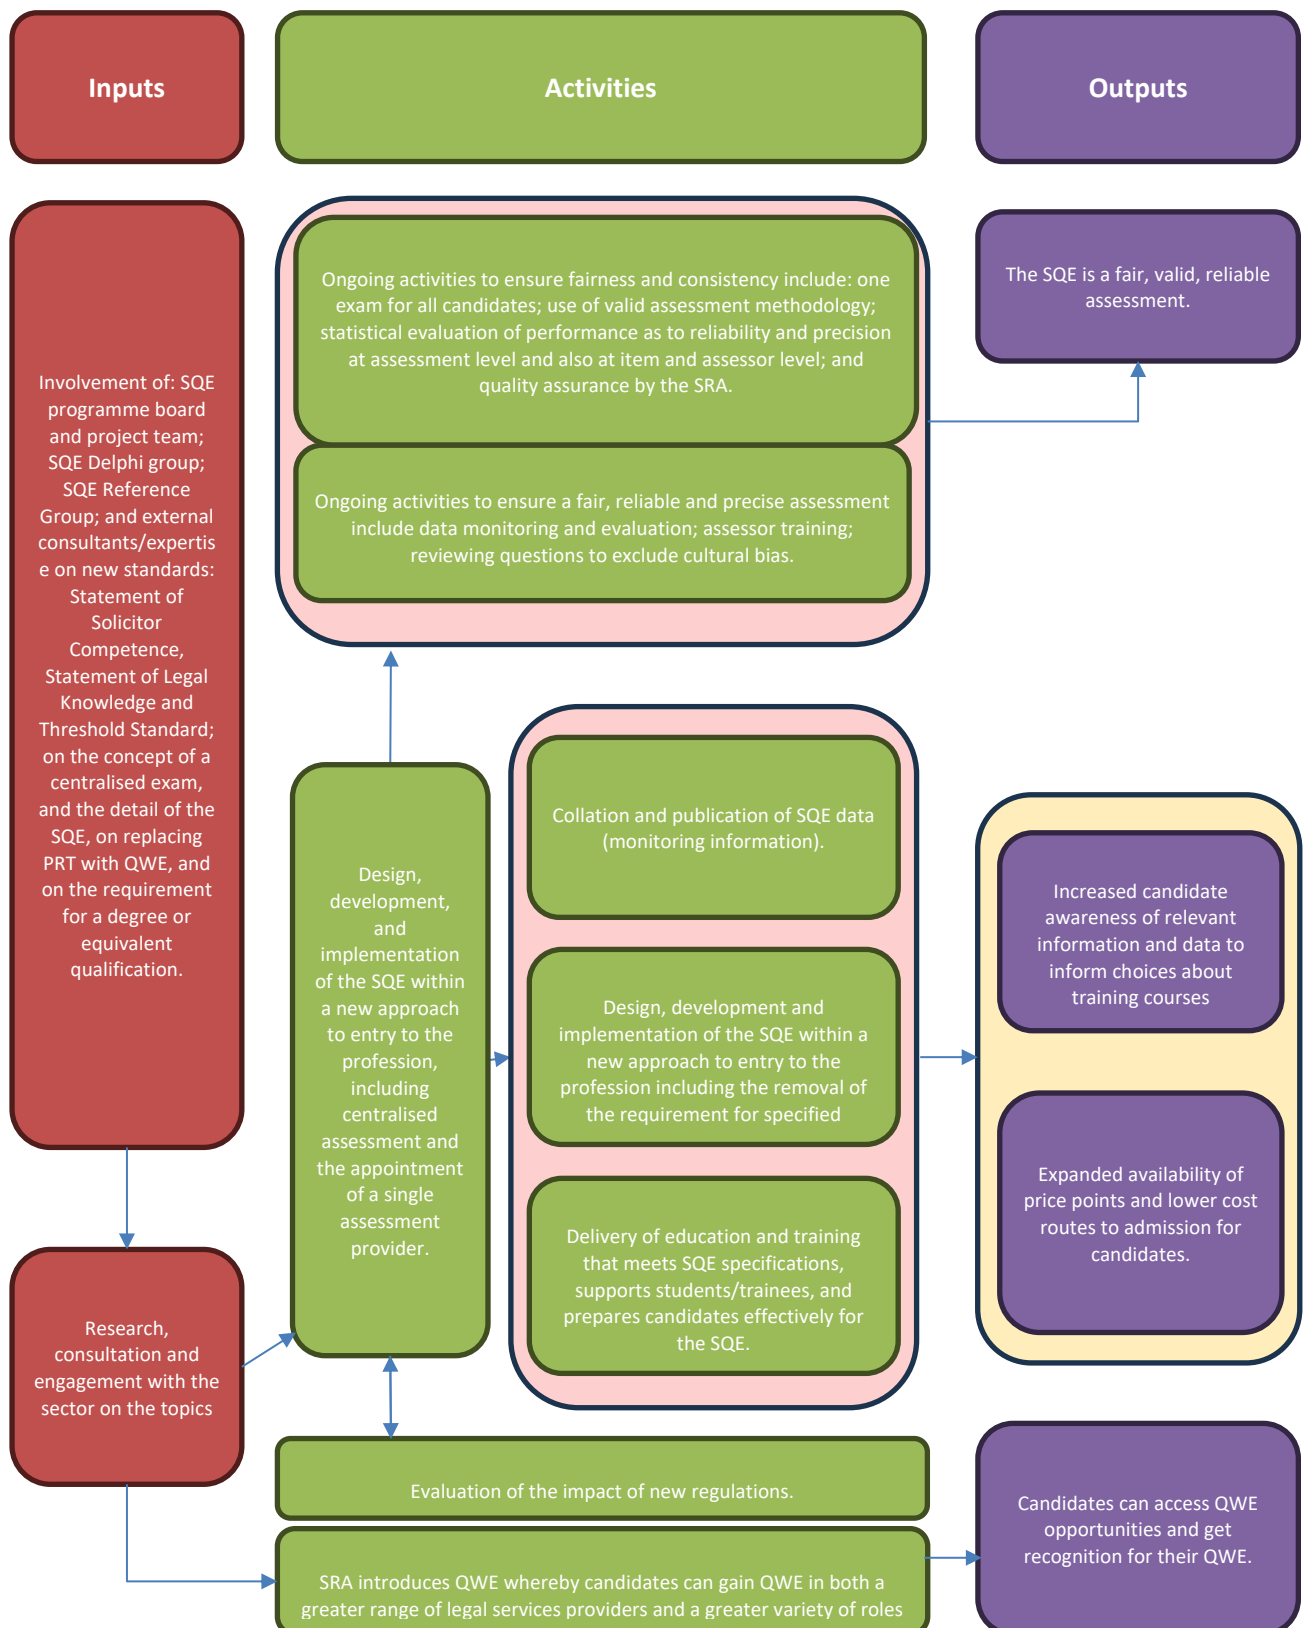 Inputs
Activities
Outputs
Involvement of: SQE
programme board
and project team;
SQE Delphi group;
SQE Reference
Group; and external
consultants/expertis
e on new standards:
Statement of
Solicitor
Competence,
Statement of Legal
Knowledge and
Threshold Standard;
on the concept of a
centralised exam,
and the detail of the
SQE, on replacing
PRT with QWE, and
on the requirement
for a degree or
equivalent
qualification.
Research,
consultation and
engagement with the
sector on the topics
Ongoing activities to ensure fairness and consistency include: one
exam for all candidates; use of valid assessment methodology;
statistical evaluation of performance as to reliability and precision
at assessment level and also at item and assessor level; and
quality assurance by the SRA.
Ongoing activities to ensure a fair, reliable and precise assessment
include data monitoring and evaluation; assessor training;
reviewing questions to exclude cultural bias.
Design,
development,
and
implementation
of the SQE within
a new approach
to entry to the
profession,
including
centralised
assessment and
the appointment
of a single
assessment
provider.
Collation and publication of SQE data
(monitoring information).
Design, development and
implementation of the SQE within a
new approach to entry to the
profession including the removal of
the requirement for specified
Delivery of education and training
that meets SQE specifications,
supports students/trainees, and
prepares candidates effectively for
the SQE.
Evaluation of the impact of new regulations.
SRA introduces QWE whereby candidates can gain QWE in both a
greater range of legal services providers and a greater variety of roles
The SQE is a fair, valid, reliable
assessment.
Increased candidate
awareness of relevant
information and data to
inform choices about
training courses
Expanded availability of
price points and lower cost
routes to admission for
candidates.
Candidates can access QWE
opportunities and get
recognition for their QWE.